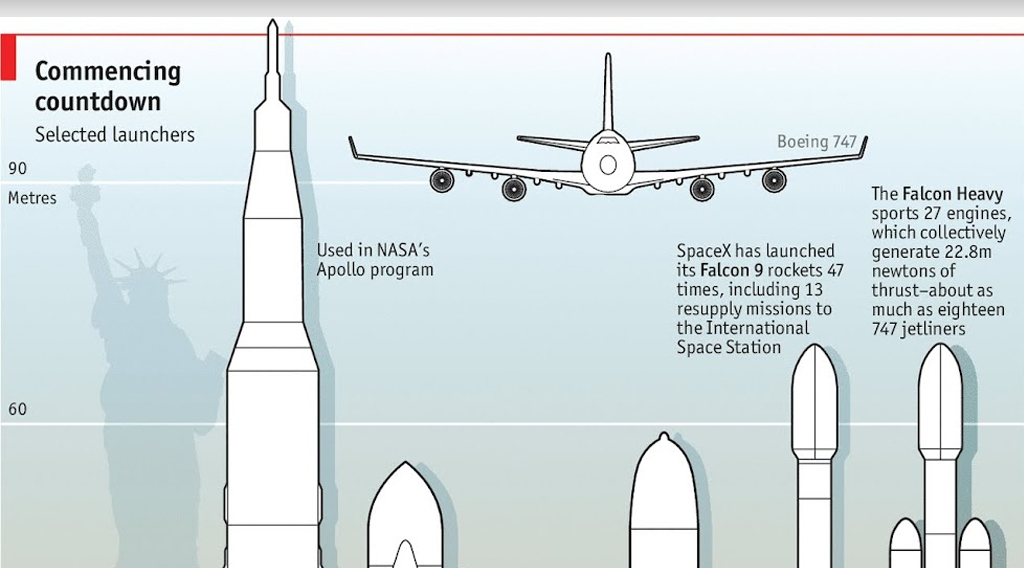 Commencing
countdown
Selected launchers
90
Metres
Boeing 747
Used in NASA's
Apollo program
SpaceX has launched
its Falcon 9 rockets 47
times, including 13
resupply missions to
the International
Space Station
The Falcon Heavy
sports 27 engines,
which collectively
generate 22.8m
newtons of
thrust–about as
much as eighteen
747 jetliners
60